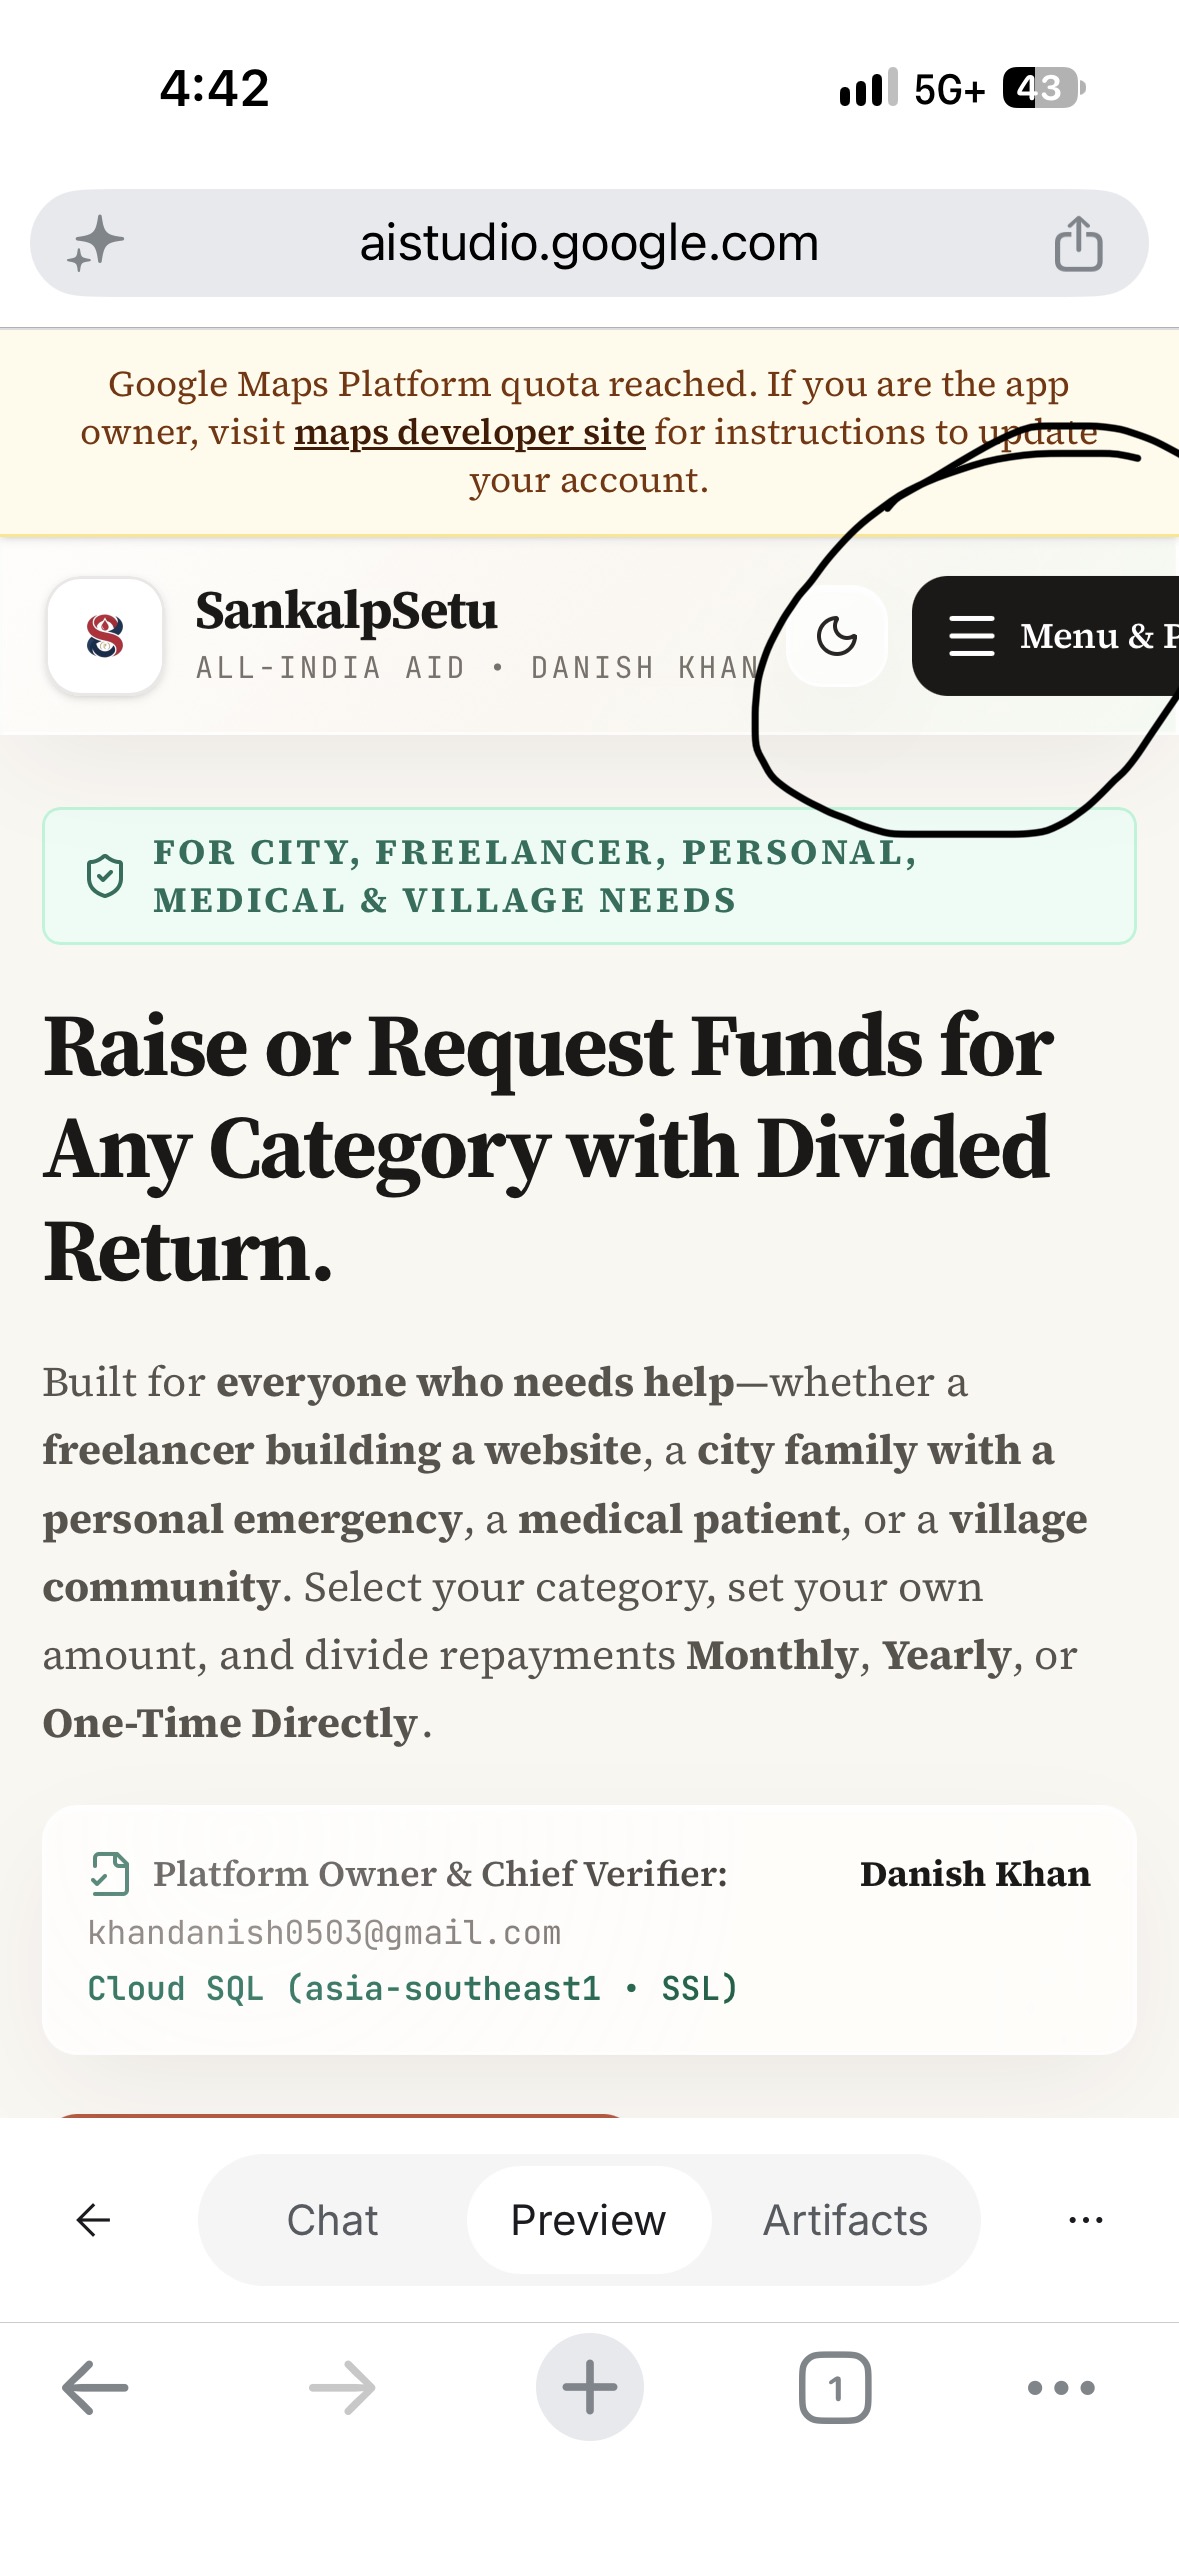 4:42
5G+
43
aistudio.google.com
Google Maps Platform quota reached. If you are the app
owner, visit maps developer site for instructions to update
your account.
SankalpSetu
ALL-INDIA AID • DANISH KHAN
Menu & P
FOR CITY, FREELANCER, PERSONAL,
MEDICAL & VILLAGE NEEDS
Raise or Request Funds for
Any Category with Divided
Return.
Built for everyone who needs help—whether a
freelancer building a website, a city family with a
personal emergency, a medical patient, or a village
community. Select your category, set your own
amount, and divide repayments Monthly, Yearly, or
One-Time Directly.
Platform Owner & Chief Verifier: Danish Khan
khandanish0503@gmail.com
Cloud SQL (asia-southeast1 • SSL)
Chat Preview Artifacts
1